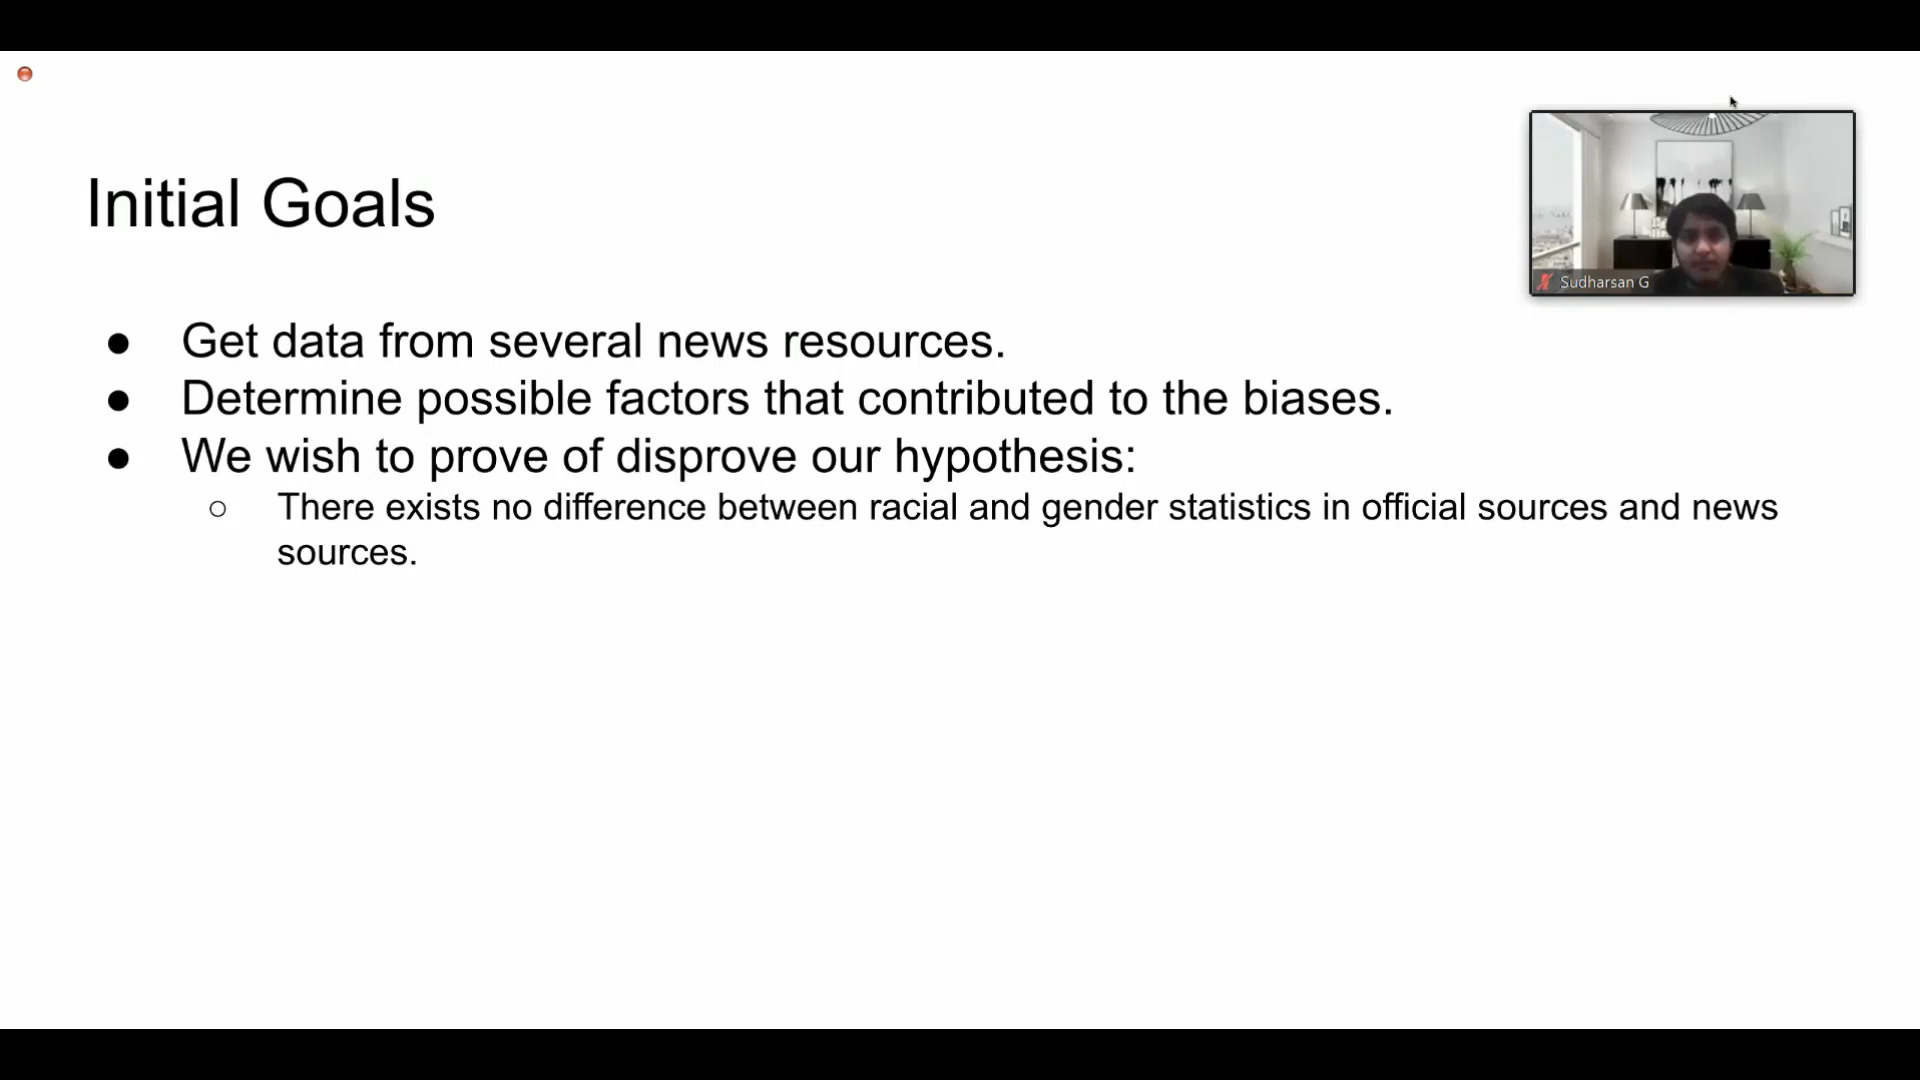 Initial Goals
Sudharsan G
● Get data from several news resources.
● Determine possible factors that contributed to the biases.
● We wish to prove of disprove our hypothesis:
○ There exists no difference between racial and gender statistics in official sources and news
sources.